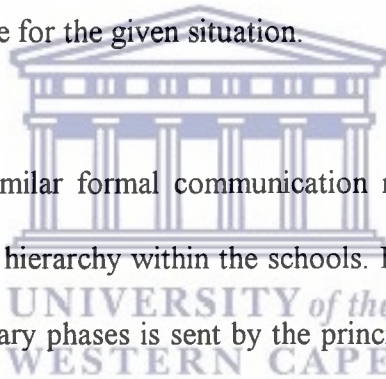 e for the given situation.
milar formal communication
hierarchy within the schools.
UNIVERSITY of the
ary phases is sent by the princi
WESTERN CAPE